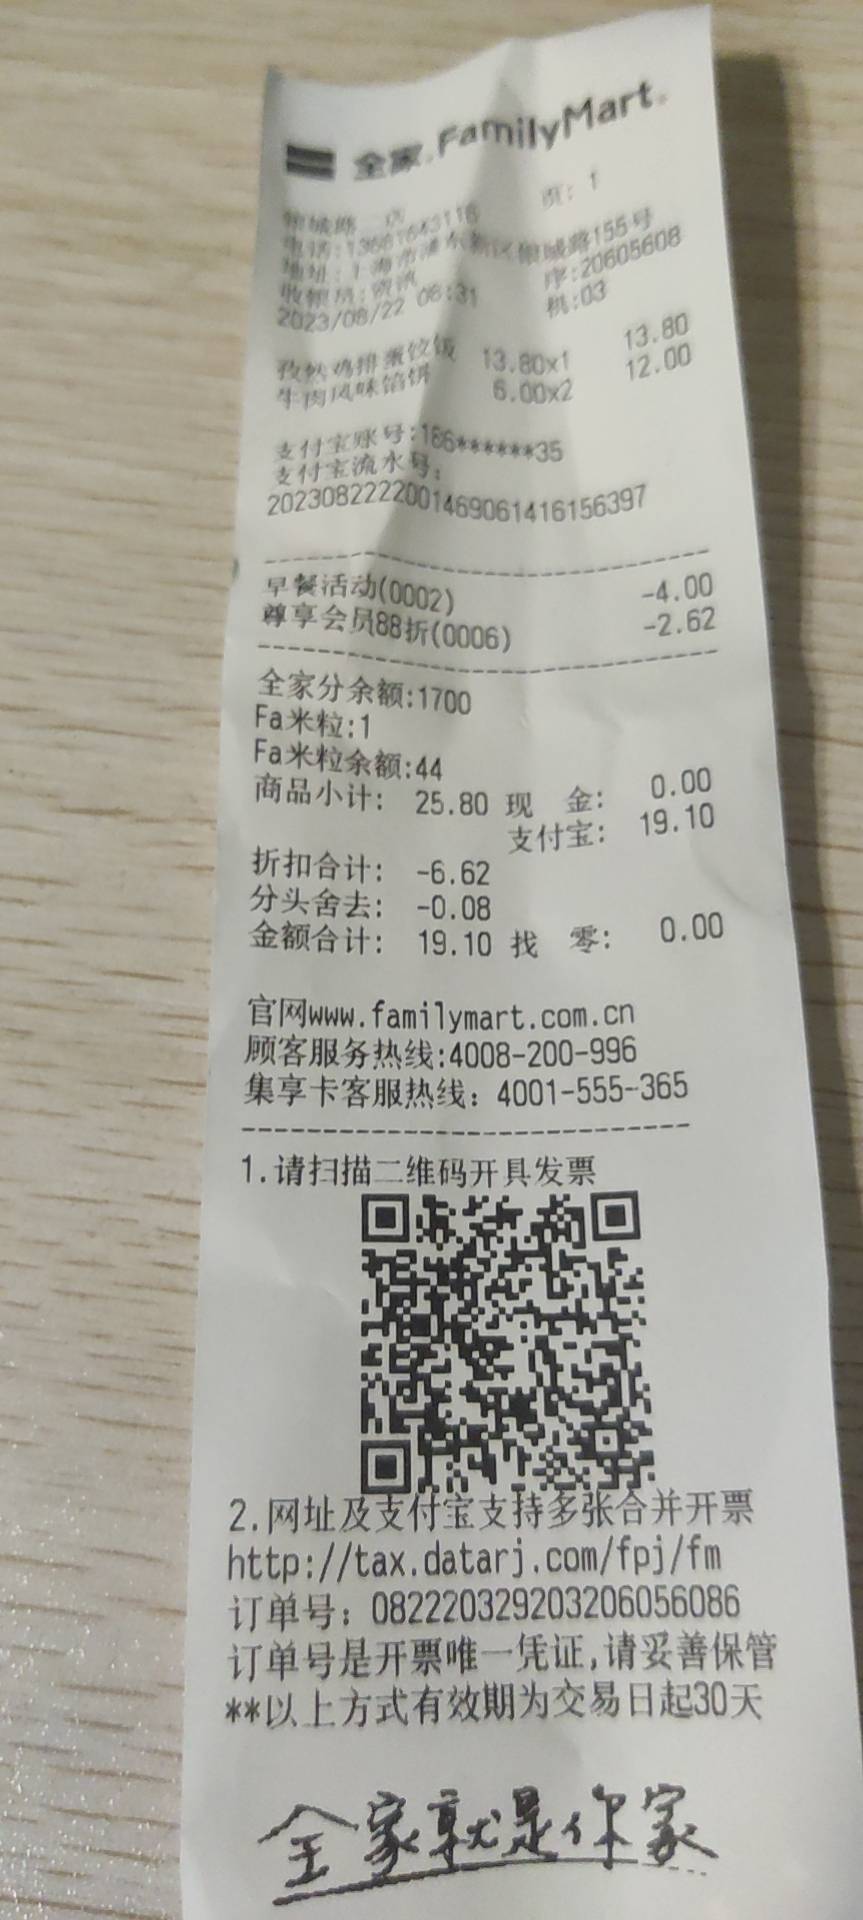 全家.FamilyMart.
页: 1
银城路 店
电话:13681643116
地址:上海市浦东新区银城路155号
收银员:资讯 序:20605608
2023/08/22 08:31 机:03
孜然鸡排蛋饺饭 13.80x1 13.80
牛肉风味馅饼 6.00x2 12.00
支付宝账号:186******35
支付宝流水号:
2023082222001469061416156397
早餐活动(0002) -4.00
尊享会员88折(0006) -2.62
全家分余额:1700
Fa米粒:1
Fa米粒余额:44
商品小计: 25.80 现 金: 0.00
支付宝: 19.10
折扣合计: -6.62
分头舍去: -0.08
金额合计: 19.10 找 零: 0.00
官网www.familymart.com.cn
顾客服务热线:4008-200-996
集享卡客服热线: 4001-555-365
1.请扫描二维码开具发票
2.网址及支付宝支持多张合并开票
http://tax.datarj.com/fpj/fm
订单号: 082220329203206056086
订单号是开票唯一凭证,请妥善保管
**以上方式有效期为交易日起30天
全家就是你家